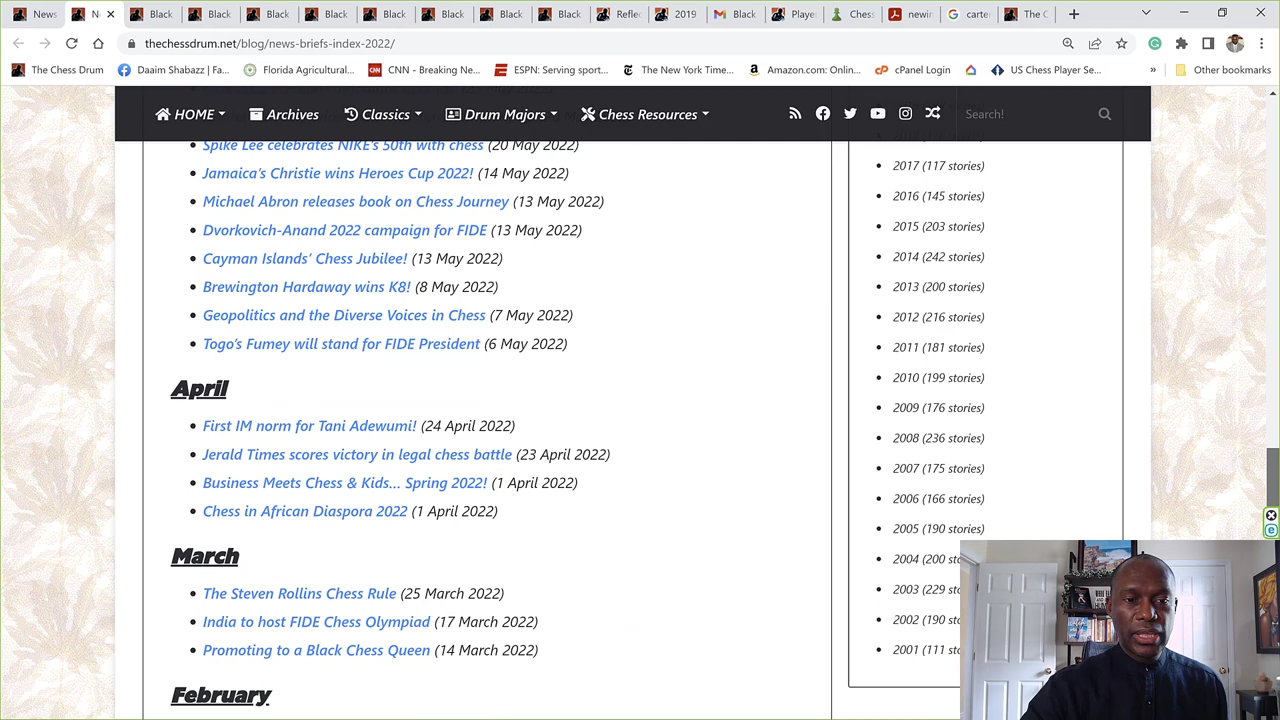 News
N
Black
Black
Black
Black
Black
Black
Black
Black
Reflec
2019
Black
Playe
Chess
newin
carte
The C
thechessdrum.net/blog/news-briefs-index-2022/
The Chess Drum
Daaim Shabazz | Fa...
Florida Agricultural...
CNN - Breaking Ne...
ESPN: Serving sport...
The New York Time...
Amazon.com: Onlin...
cPanel Login
US Chess Player Se...
»
Other bookmarks
HOME
Archives
Classics
Drum Majors
Chess Resources
Search!
Spike Lee celebrates NIKE's 50th with chess (20 May 2022)
Jamaica's Christie wins Heroes Cup 2022! (14 May 2022)
Michael Abron releases book on Chess Journey (13 May 2022)
Dvorkovich-Anand 2022 campaign for FIDE (13 May 2022)
Cayman Islands' Chess Jubilee! (13 May 2022)
Brewington Hardaway wins K8! (8 May 2022)
Geopolitics and the Diverse Voices in Chess (7 May 2022)
Togo's Fumey will stand for FIDE President (6 May 2022)
April
First IM norm for Tani Adewumi! (24 April 2022)
Jerald Times scores victory in legal chess battle (23 April 2022)
Business Meets Chess & Kids... Spring 2022! (1 April 2022)
Chess in African Diaspora 2022 (1 April 2022)
March
The Steven Rollins Chess Rule (25 March 2022)
India to host FIDE Chess Olympiad (17 March 2022)
Promoting to a Black Chess Queen (14 March 2022)
February
2017 (117 stories)
2016 (145 stories)
2015 (203 stories)
2014 (242 stories)
2013 (200 stories)
2012 (216 stories)
2011 (181 stories)
2010 (199 stories)
2009 (176 stories)
2008 (236 stories)
2007 (175 stories)
2006 (166 stories)
2005 (190 stories)
2004 (200 sto
2003 (229 sto
2002 (190 sto
2001 (111 sto